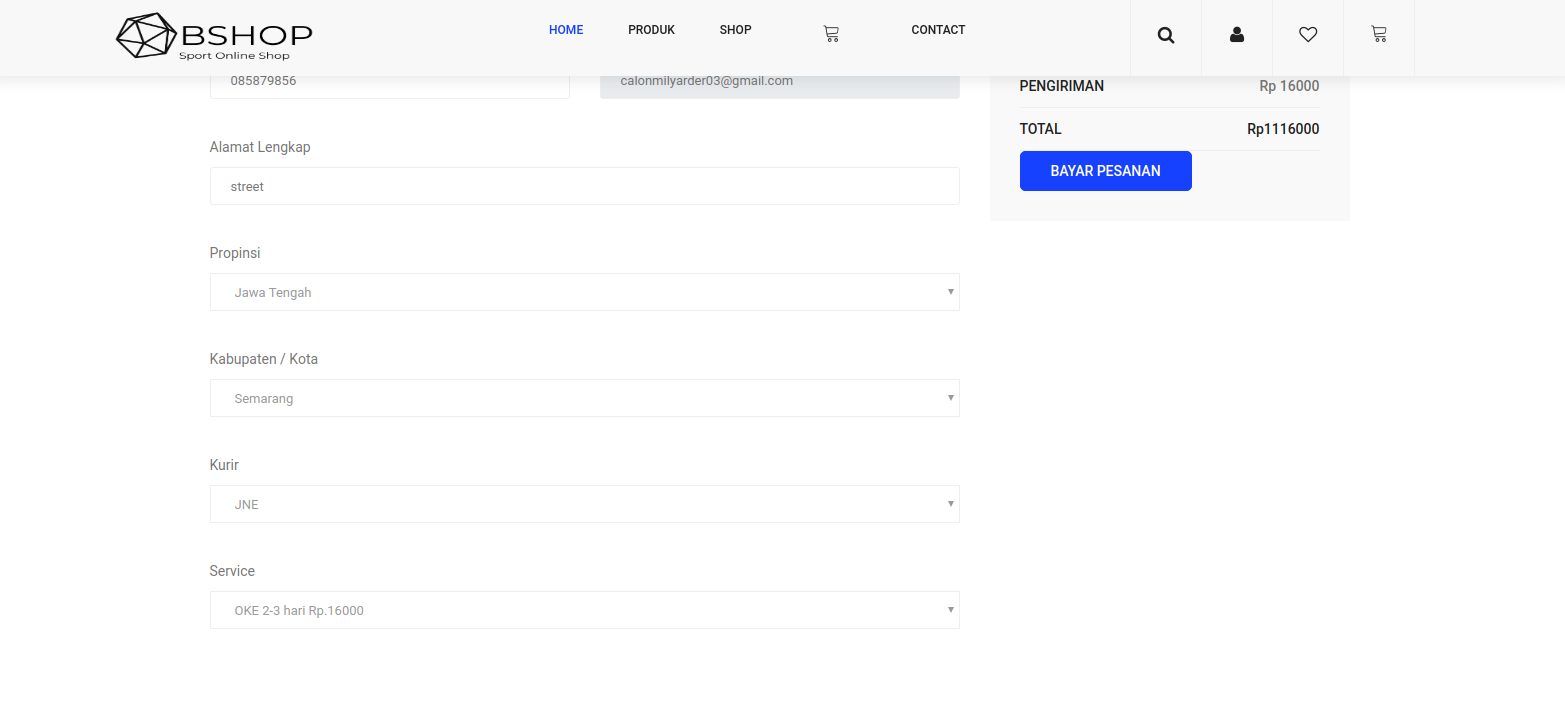 BSHOP
Sport Online Shop
HOME
PRODUK
SHOP
CONTACT
085879856
calonmilyarder03@gmail.com
Alamat Lengkap
street
Propinsi
Jawa Tengah
Kabupaten / Kota
Semarang
Kurir
JNE
Service
OKE 2-3 hari Rp.16000
PENGIRIMAN Rp 16000
TOTAL Rp1116000
BAYAR PESANAN